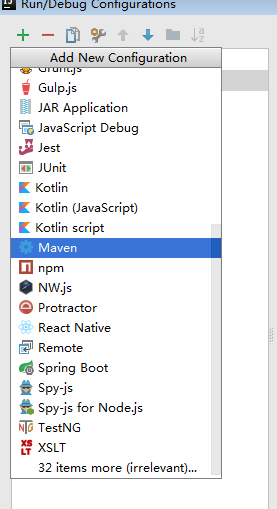 Run/Debug Configurations
Add New Configuration
Grunt.js
Gulp.js
JAR Application
JavaScript Debug
Jest
JUnit
Kotlin
Kotlin (JavaScript)
Kotlin script
Maven
npm
NW.js
Protractor
React Native
Remote
Spring Boot
Spy-js
Spy-js for Node.js
TestNG
XSLT
32 items more (irrelevant)...